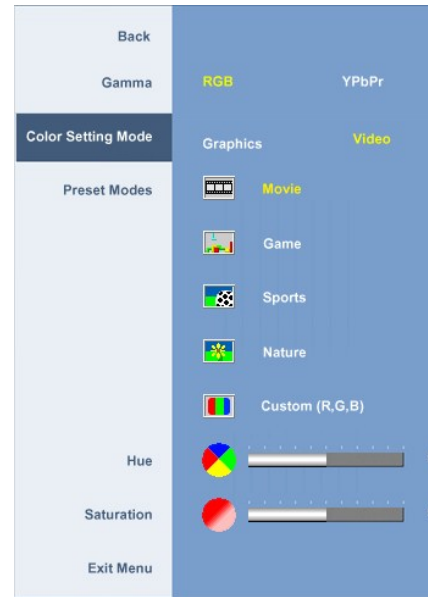 Back
Gamma RGB YPbPr
Color Setting Mode Graphics Video
Preset Modes Movie
Game
Sports
Nature
Custom (R,G,B)
Hue
Saturation
Exit Menu